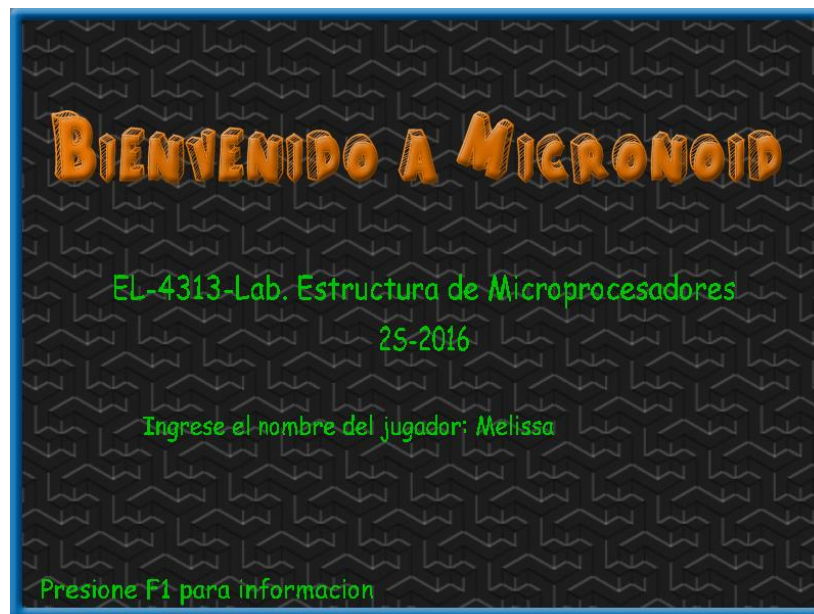 BIENVENIDO A MICRONOID
EL-4313-Lab. Estructura de Microprocesadores
2S-2016
Ingrese el nombre del jugador: Melissa
Presione F1 para informacion